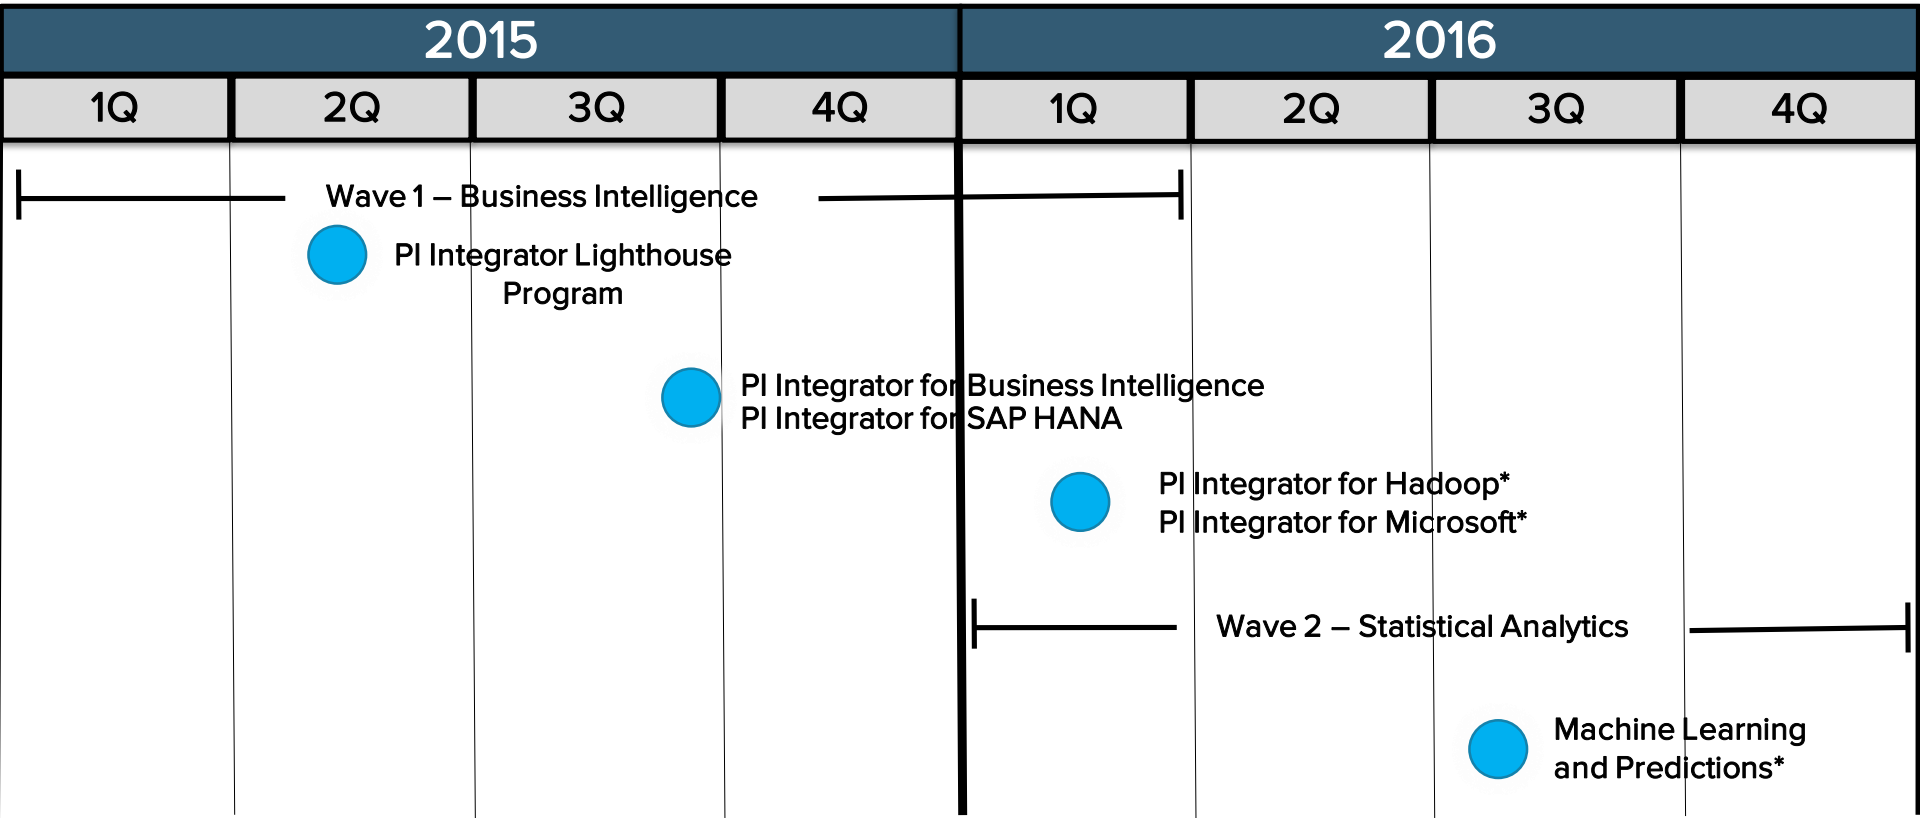 2015 2016
1Q 2Q 3Q 4Q 1Q 2Q 3Q 4Q
Wave 1 – Business Intelligence
PI Integrator Lighthouse
Program
PI Integrator for Business Intelligence
PI Integrator for SAP HANA
PI Integrator for Hadoop*
PI Integrator for Microsoft*
Wave 2 – Statistical Analytics
Machine Learning
and Predictions*